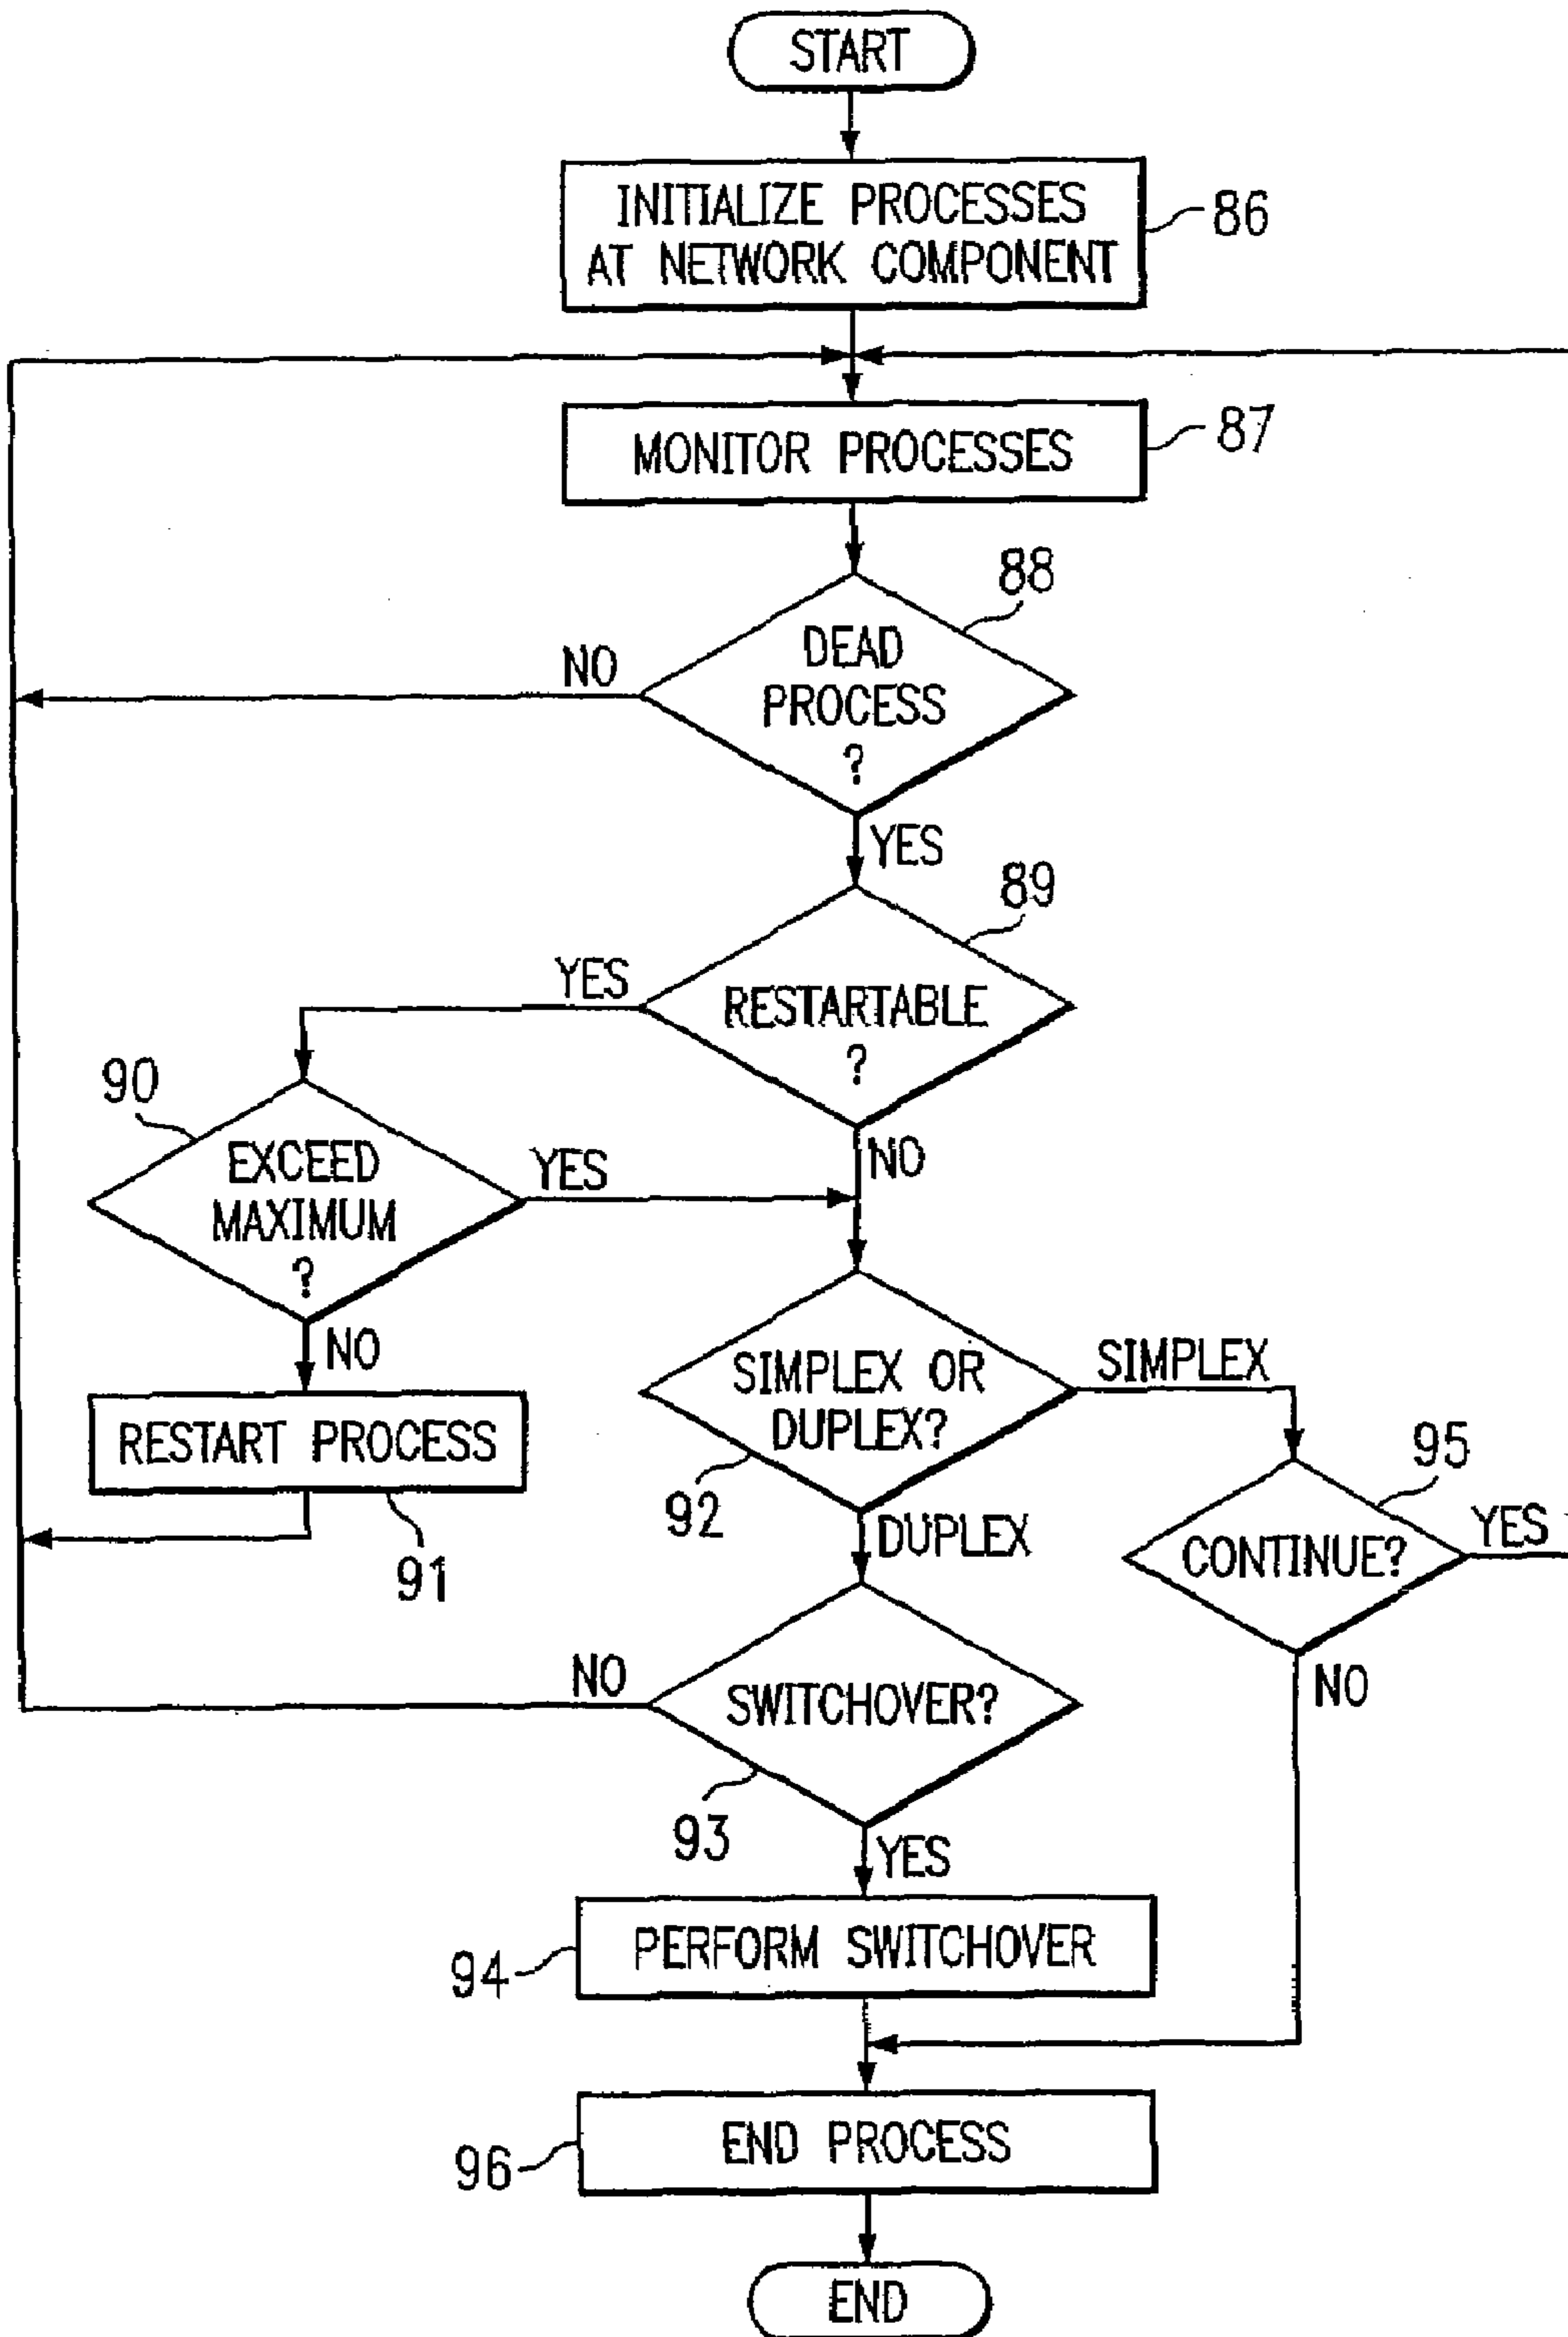 START
INITIALIZE PROCESSES
AT NETWORK COMPONENT
86
MONITOR PROCESSES
87
88
DEAD
PROCESS
?
NO
YES
89
RESTARTABLE
?
YES
NO
90
EXCEED
MAXIMUM
?
YES
NO
RESTART PROCESS
91
SIMPLEX OR
DUPLEX?
92
SIMPLEX
DUPLEX
95
CONTINUE?
YES
NO
SWITCHOVER?
93
NO
YES
PERFORM SWITCHOVER
94
END PROCESS
96
END